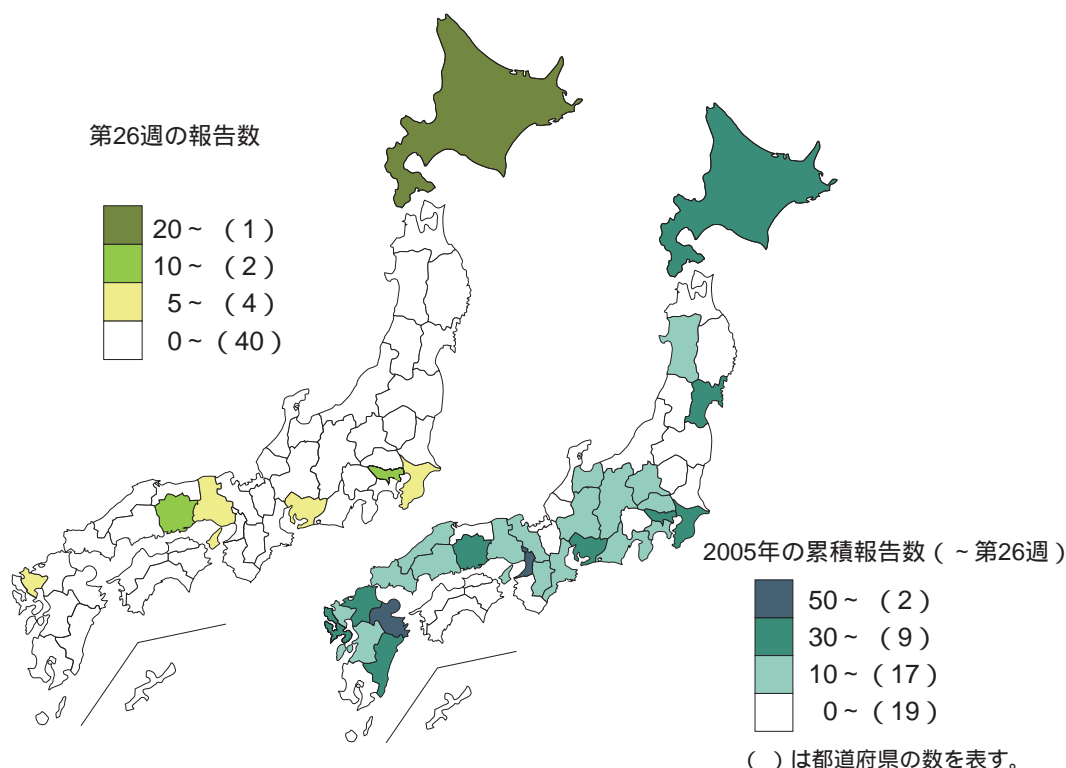 第26週の報告数
20~ (1)
10~ (2)
5~ (4)
0~ (40)
2005年の累積報告数(~第26週)
50~ (2)
30~ (9)
10~ (17)
0~ (19)
( )は都道府県の数を表す。